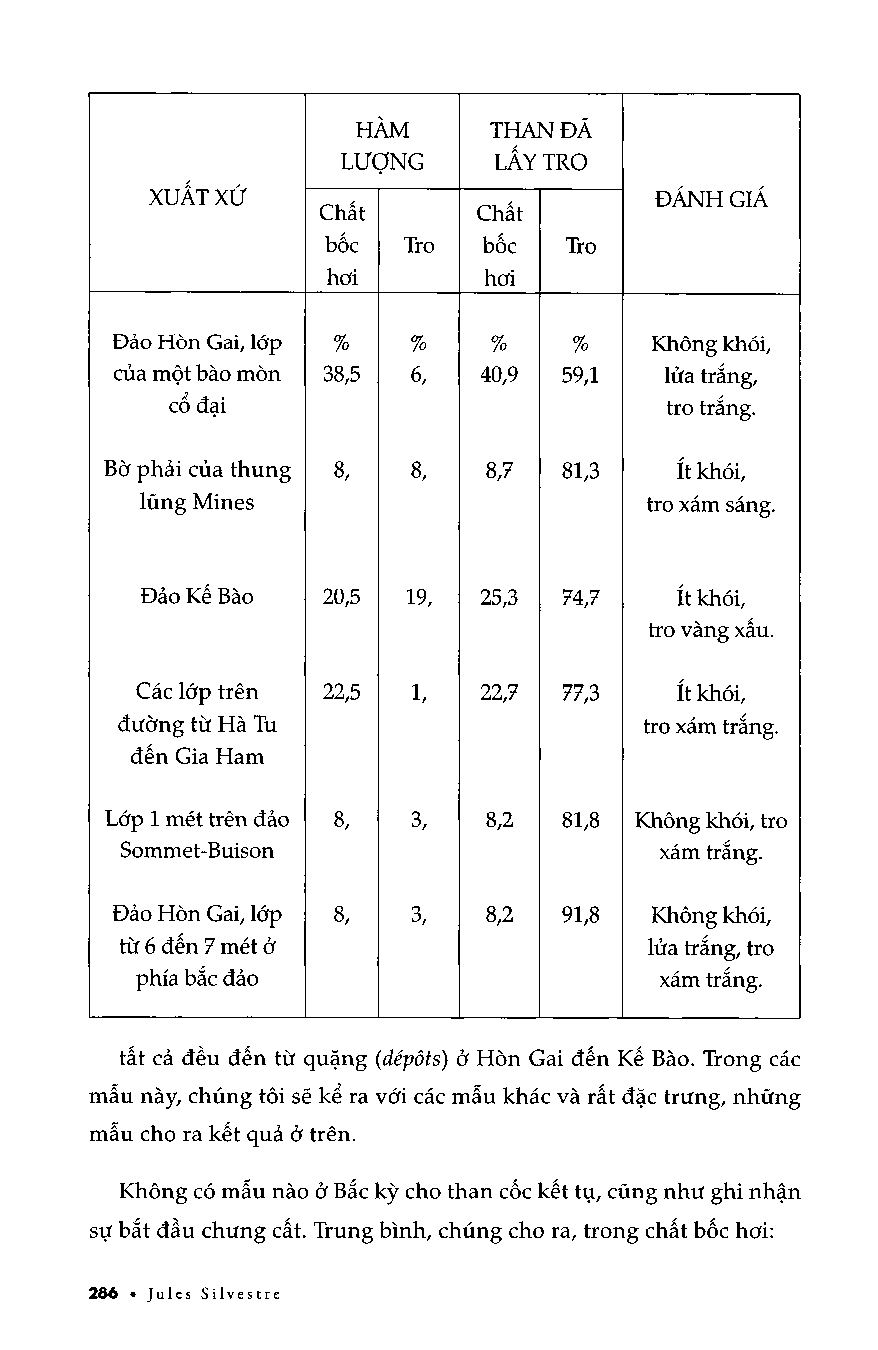 XUẤT XỨ HÀM LƯỢNG THAN ĐÃ LẤY TRO ĐÁNH GIÁ
Chất bốc hơi Tro Chất bốc hơi Tro
Đảo Hòn Gai, lớp % % % % Không khói,
của một bào mòn 38,5 6, 40,9 59,1 lửa trắng,
cổ đại tro trắng.
Bờ phải của thung 8, 8, 8,7 81,3 Ít khói,
lũng Mines tro xám sáng.
Đảo Kế Bào 20,5 19, 25,3 74,7 Ít khói,
tro vàng xấu.
Các lớp trên 22,5 1, 22,7 77,3 Ít khói,
đường từ Hà Tu tro xám trắng.
đến Gia Ham
Lớp 1 mét trên đảo 8, 3, 8,2 81,8 Không khói, tro
Sommet-Buison xám trắng.
Đảo Hòn Gai, lớp 8, 3, 8,2 91,8 Không khói,
từ 6 đến 7 mét ở lửa trắng, tro
phía bắc đảo xám trắng.
tất cả đều đến từ quặng (dépôts) ở Hòn Gai đến Kế Bào. Trong các
mẫu này, chúng tôi sẽ kể ra với các mẫu khác và rất đặc trưng, những
mẫu cho ra kết quả ở trên.
Không có mẫu nào ở Bắc kỳ cho than cốc kết tụ, cũng như ghi nhận
sự bắt đầu chưng cất. Trung bình, chúng cho ra, trong chất bốc hơi:
286 • Jules Silvestre